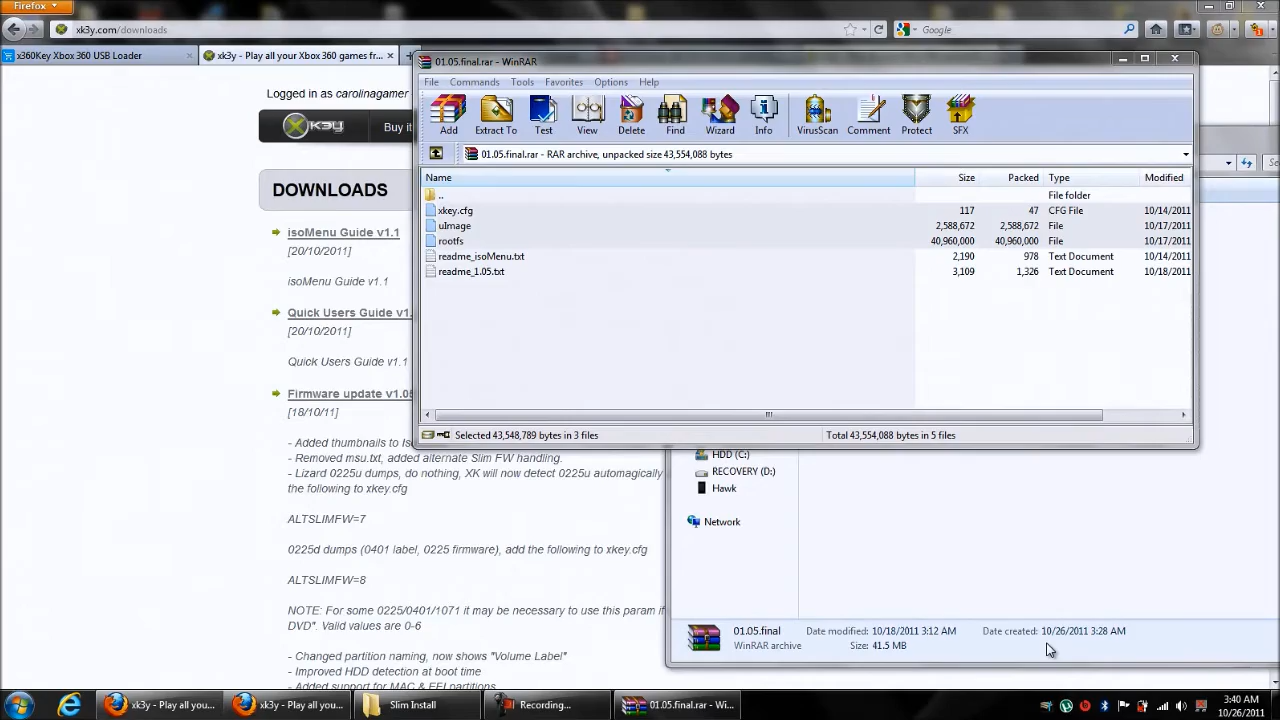 Firefox
xk3y.com/downloads
Google
x360Key Xbox 360 USB Loader
xk3y - Play all your Xbox 360 games fr...
Logged in as carolinagamer
XK3Y
Buy it
DOWNLOADS
isoMenu Guide v1.1
[20/10/2011]
isoMenu Guide v1.1
Quick Users Guide v1.
[20/10/2011]
Quick Users Guide v1.1
Firmware update v1.05
[18/10/11]
- Added thumbnails to Is
- Removed msu.txt, added alternate Slim FW handling.
- Lizard 0225u dumps, do nothing, XK will now detect 0225u automagically
the following to xkey.cfg
ALTSLIMFW=7
0225d dumps (0401 label, 0225 firmware), add the following to xkey.cfg
ALTSLIMFW=8
NOTE: For some 0225/0401/1071 it may be necessary to use this param if
DVD". Valid values are 0-6
- Changed partition naming, now shows "Volume Label"
- Improved HDD detection at boot time
- Added support for MAC & EFI partitions
01.05.final.rar - WinRAR
File Commands Tools Favorites Options Help
Add Extract To Test View Delete Find Wizard Info VirusScan Comment Protect SFX
01.05.final.rar - RAR archive, unpacked size 43,554,088 bytes
Name Size Packed Type Modified
.. File folder
xkey.cfg 117 47 CFG File 10/14/2011
uImage 2,588,672 2,588,672 File 10/17/2011
rootfs 40,960,000 40,960,000 File 10/17/2011
readme_isoMenu.txt 2,190 978 Text Document 10/14/2011
readme_1.05.txt 3,109 1,326 Text Document 10/18/2011
Selected 43,548,789 bytes in 3 files Total 43,554,088 bytes in 5 files
HDD (C:)
RECOVERY (D:)
Hawk
Network
01.05.final Date modified: 10/18/2011 3:12 AM Date created: 10/26/2011 3:28 AM
WinRAR archive Size: 41.5 MB
xk3y - Play all you...
xk3y - Play all you...
Slim Install
Recording...
01.05.final.rar - Wi...
3:40 AM
10/26/2011